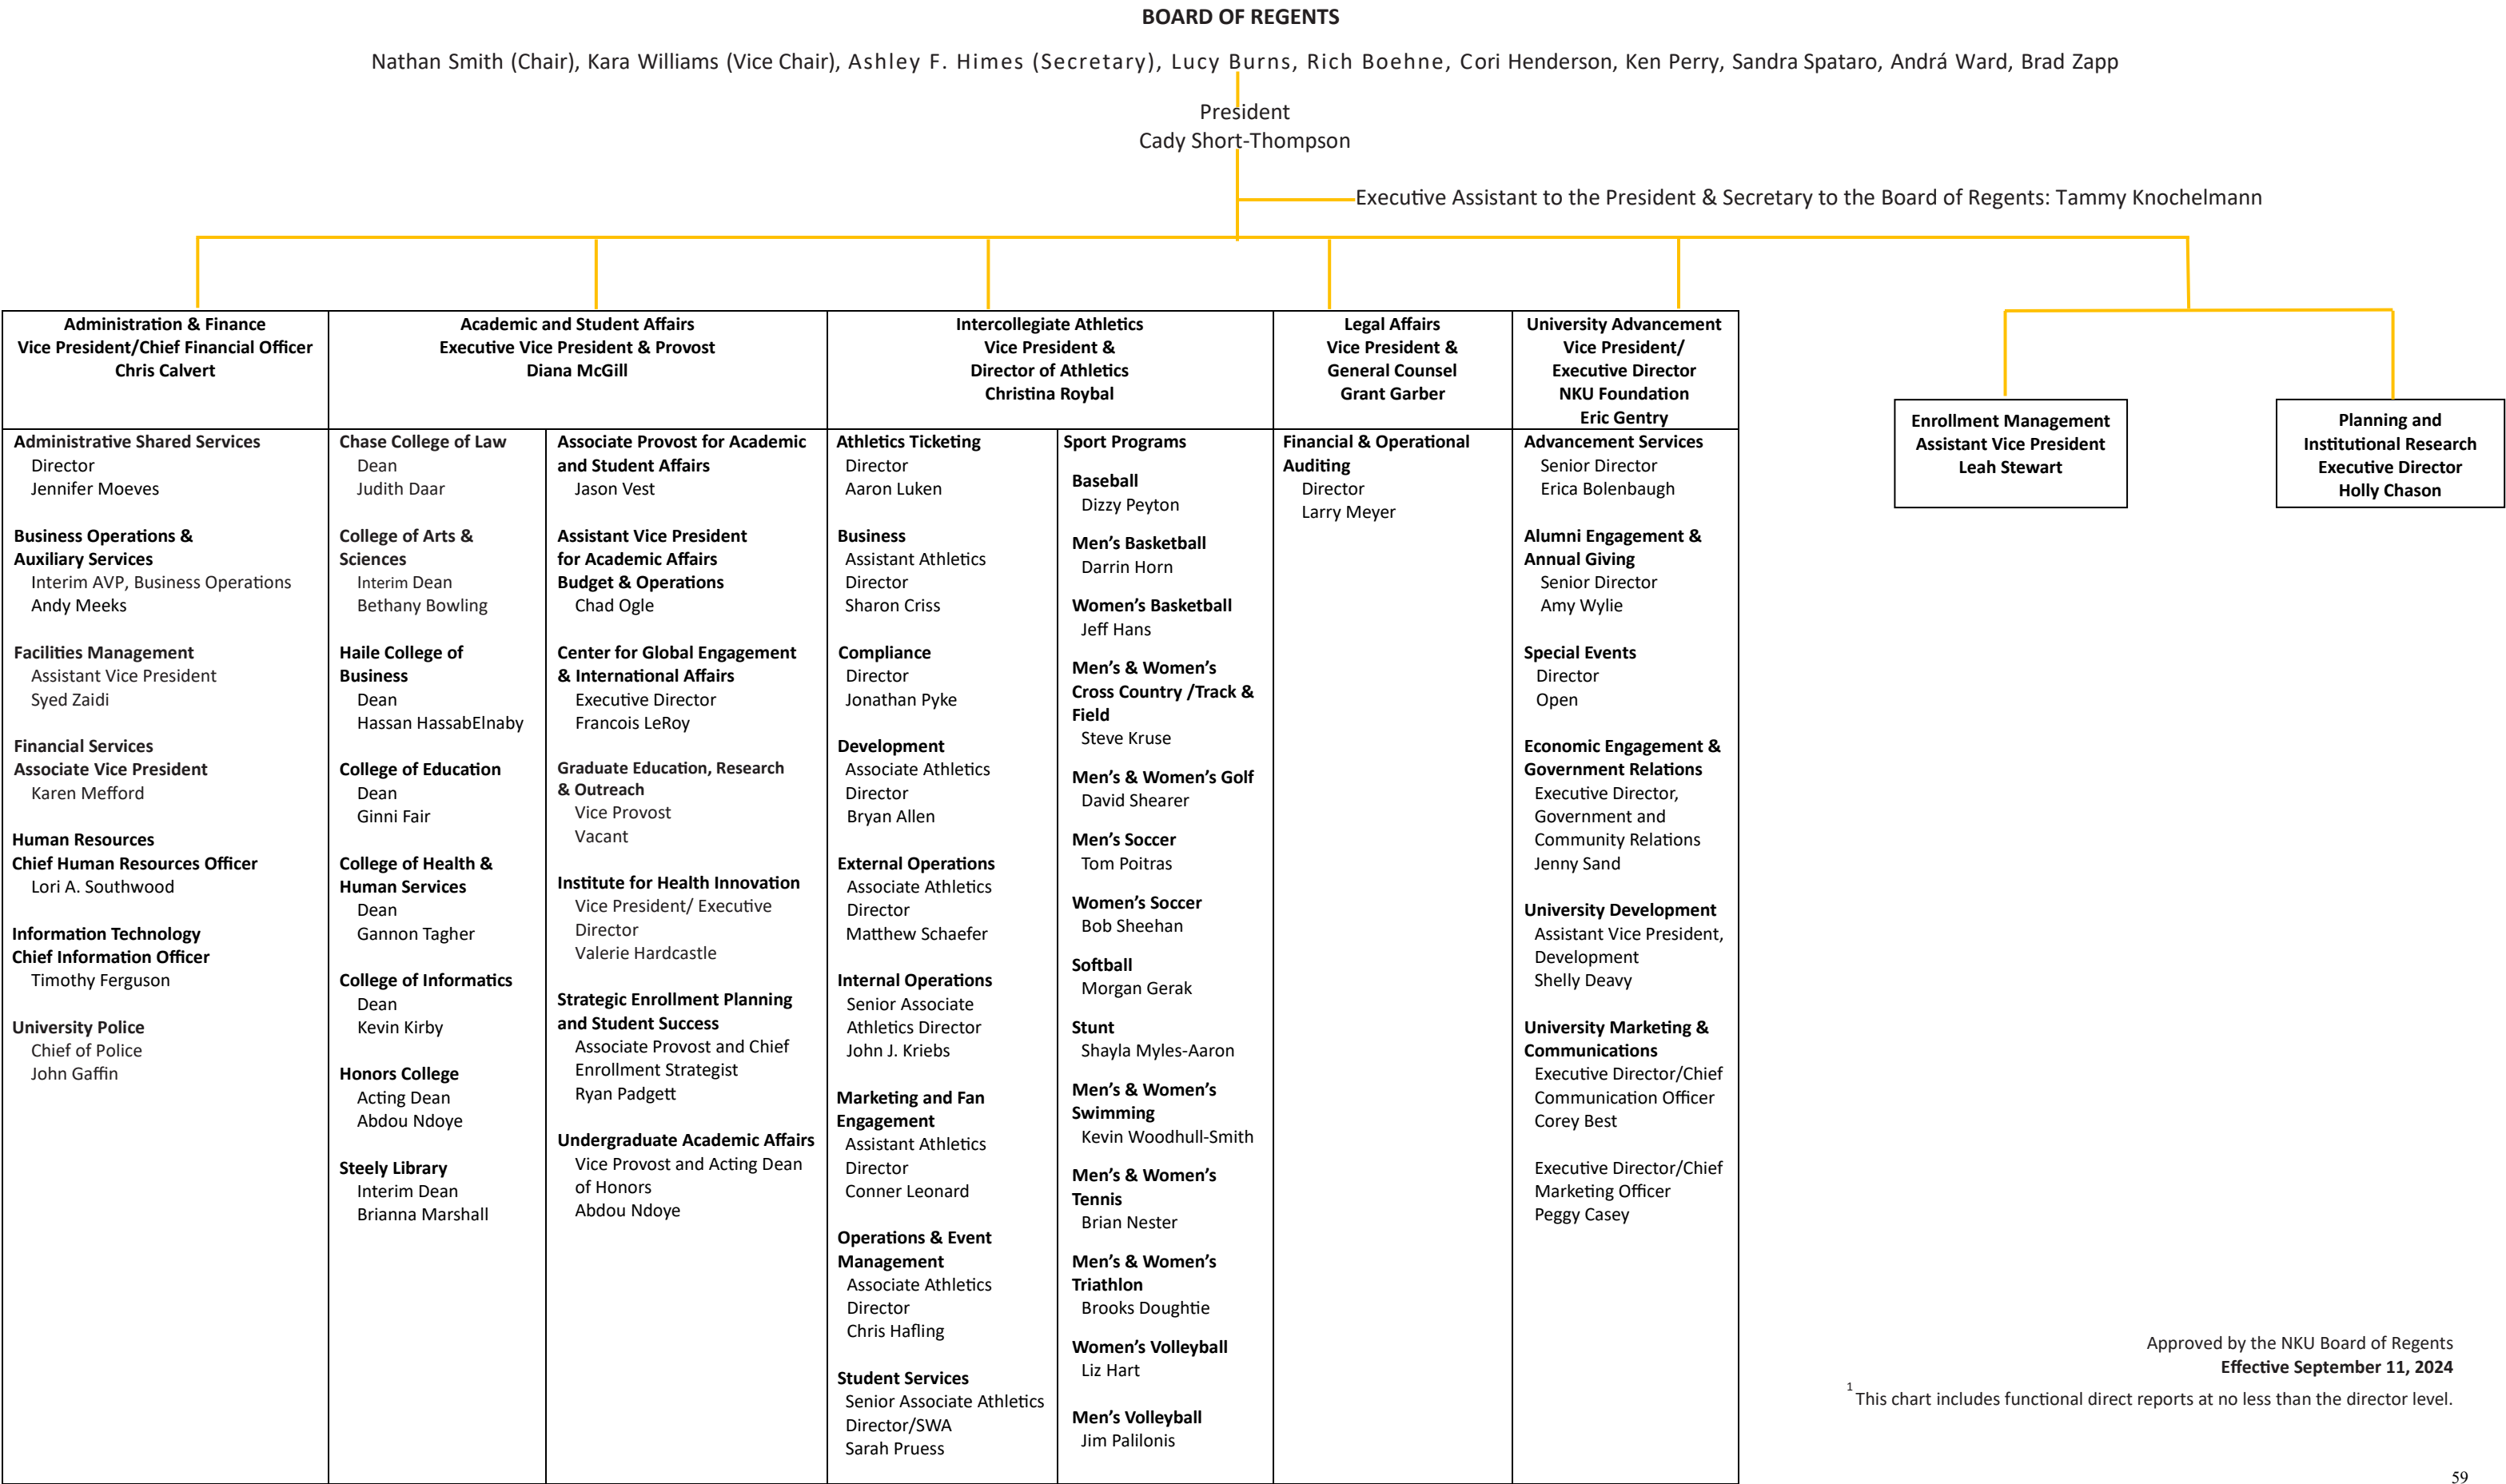 BOARD OF REGENTS
Nathan Smith (Chair), Kara Williams (Vice Chair), Ashley F. Himes (Secretary), Lucy Burns, Rich Boehne, Cori Henderson, Ken Perry, Sandra Spataro, Andrá Ward, Brad Zapp
President
Cady Short-Thompson
Executive Assistant to the President & Secretary to the Board of Regents: Tammy Knochelmann
Administration & Finance
Vice President/Chief Financial Officer
Chris Calvert
Administrative Shared Services
Director
Jennifer Moeves
Business Operations &
Auxiliary Services
Interim AVP, Business Operations
Andy Meeks
Facilities Management
Assistant Vice President
Syed Zaidi
Financial Services
Associate Vice President
Karen Mefford
Human Resources
Chief Human Resources Officer
Lori A. Southwood
Information Technology
Chief Information Officer
Timothy Ferguson
University Police
Chief of Police
John Gaffin
Academic and Student Affairs
Executive Vice President & Provost
Diana McGill
Chase College of Law
Dean
Judith Daar
College of Arts &
Sciences
Interim Dean
Bethany Bowling
Haile College of
Business
Dean
Hassan HassabElnaby
College of Education
Dean
Ginni Fair
College of Health &
Human Services
Dean
Gannon Tagher
College of Informatics
Dean
Kevin Kirby
Honors College
Acting Dean
Abdou Ndoye
Steely Library
Interim Dean
Brianna Marshall
Associate Provost for Academic
and Student Affairs
Jason Vest
Assistant Vice President
for Academic Affairs
Budget & Operations
Chad Ogle
Center for Global Engagement
& International Affairs
Executive Director
Francois LeRoy
Graduate Education, Research
& Outreach
Vice Provost
Vacant
Institute for Health Innovation
Vice President/ Executive
Director
Valerie Hardcastle
Strategic Enrollment Planning
and Student Success
Associate Provost and Chief
Enrollment Strategist
Ryan Padgett
Undergraduate Academic Affairs
Vice Provost and Acting Dean
of Honors
Abdou Ndoye
Intercollegiate Athletics
Vice President &
Director of Athletics
Christina Roybal
Athletics Ticketing
Director
Aaron Luken
Business
Assistant Athletics
Director
Sharon Criss
Compliance
Director
Jonathan Pyke
Development
Associate Athletics
Director
Bryan Allen
External Operations
Associate Athletics
Director
Matthew Schaefer
Internal Operations
Senior Associate
Athletics Director
John J. Kriebs
Marketing and Fan
Engagement
Assistant Athletics
Director
Conner Leonard
Operations & Event
Management
Associate Athletics
Director
Chris Hafling
Student Services
Senior Associate Athletics
Director/SWA
Sarah Pruess
Sport Programs
Baseball
Dizzy Peyton
Men’s Basketball
Darrin Horn
Women’s Basketball
Jeff Hans
Men’s & Women’s
Cross Country /Track &
Field
Steve Kruse
Men’s & Women’s Golf
David Shearer
Men’s Soccer
Tom Poitras
Women’s Soccer
Bob Sheehan
Softball
Morgan Gerak
Stunt
Shayla Myles-Aaron
Men’s & Women’s
Swimming
Kevin Woodhull-Smith
Men’s & Women’s
Tennis
Brian Nester
Men’s & Women’s
Triathlon
Brooks Doughtie
Women’s Volleyball
Liz Hart
Men’s Volleyball
Jim Palilonis
Legal Affairs
Vice President &
General Counsel
Grant Garber
Financial & Operational
Auditing
Director
Larry Meyer
University Advancement
Vice President/
Executive Director
NKU Foundation
Eric Gentry
Advancement Services
Senior Director
Erica Bolenbaugh
Alumni Engagement &
Annual Giving
Senior Director
Amy Wylie
Special Events
Director
Open
Economic Engagement &
Government Relations
Executive Director,
Government and
Community Relations
Jenny Sand
University Development
Assistant Vice President,
Development
Shelly Deavy
University Marketing &
Communications
Executive Director/Chief
Communication Officer
Corey Best
Executive Director/Chief
Marketing Officer
Peggy Casey
Enrollment Management
Assistant Vice President
Leah Stewart
Planning and
Institutional Research
Executive Director
Holly Chason
Approved by the NKU Board of Regents
Effective September 11, 2024
1 This chart includes functional direct reports at no less than the director level.
59